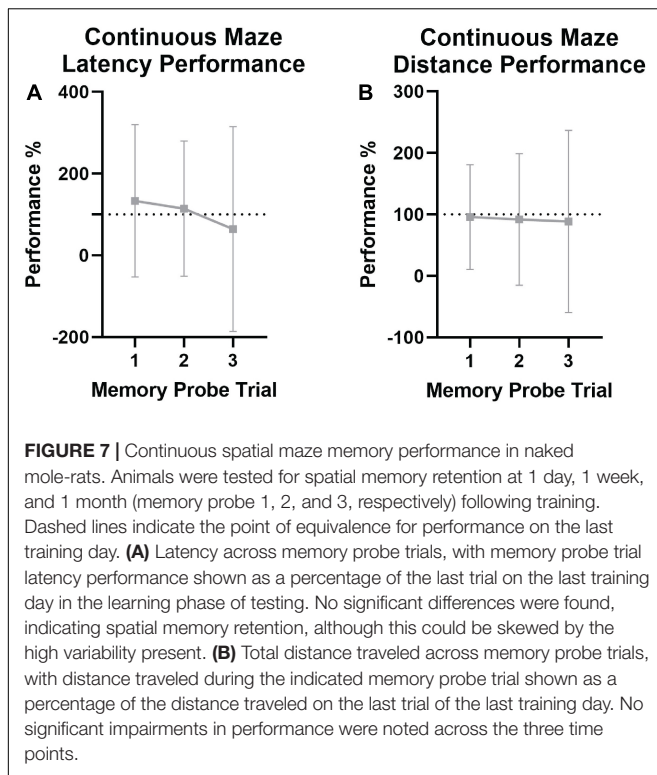 Continuous Maze
Latency Performance
A
400
200
0
-200
Performance %
1 2 3
Memory Probe Trial
Continuous Maze
Distance Performance
B
300
200
100
0
-100
Performance %
1 2 3
Memory Probe Trial
FIGURE 7 | Continuous spatial maze memory performance in naked
mole-rats. Animals were tested for spatial memory retention at 1 day, 1 week,
and 1 month (memory probe 1, 2, and 3, respectively) following training.
Dashed lines indicate the point of equivalence for performance on the last
training day. (A) Latency across memory probe trials, with memory probe trial
latency performance shown as a percentage of the last trial on the last training
day in the learning phase of testing. No significant differences were found,
indicating spatial memory retention, although this could be skewed by the
high variability present. (B) Total distance traveled across memory probe trials,
with distance traveled during the indicated memory probe trial shown as a
percentage of the distance traveled on the last trial of the last training day. No
significant impairments in performance were noted across the three time
points.